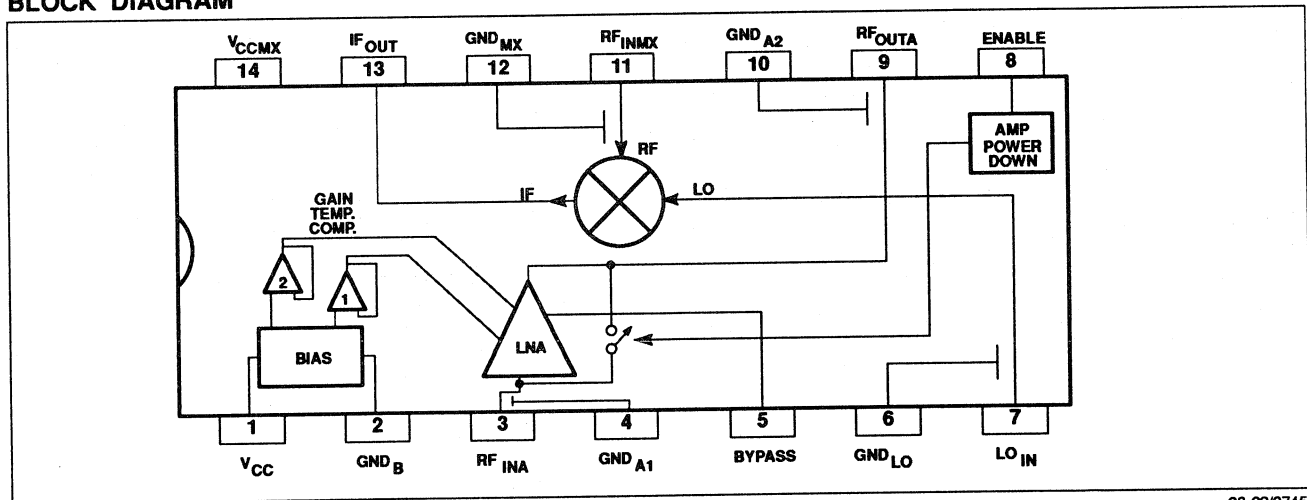 BLOCK DIAGRAM
VCCMX
IFOUT
GNDMX
RFINMX
GNDA2
RFOUTA
ENABLE
14
13
12
11
10
9
8
AMP
POWER
DOWN
RF
IF
LO
GAIN
TEMP.
COMP.
2
1
BIAS
LNA
1
2
3
4
5
6
7
VCC
GNDB
RF INA
GND A1
BYPASS
GNDLO
LO IN